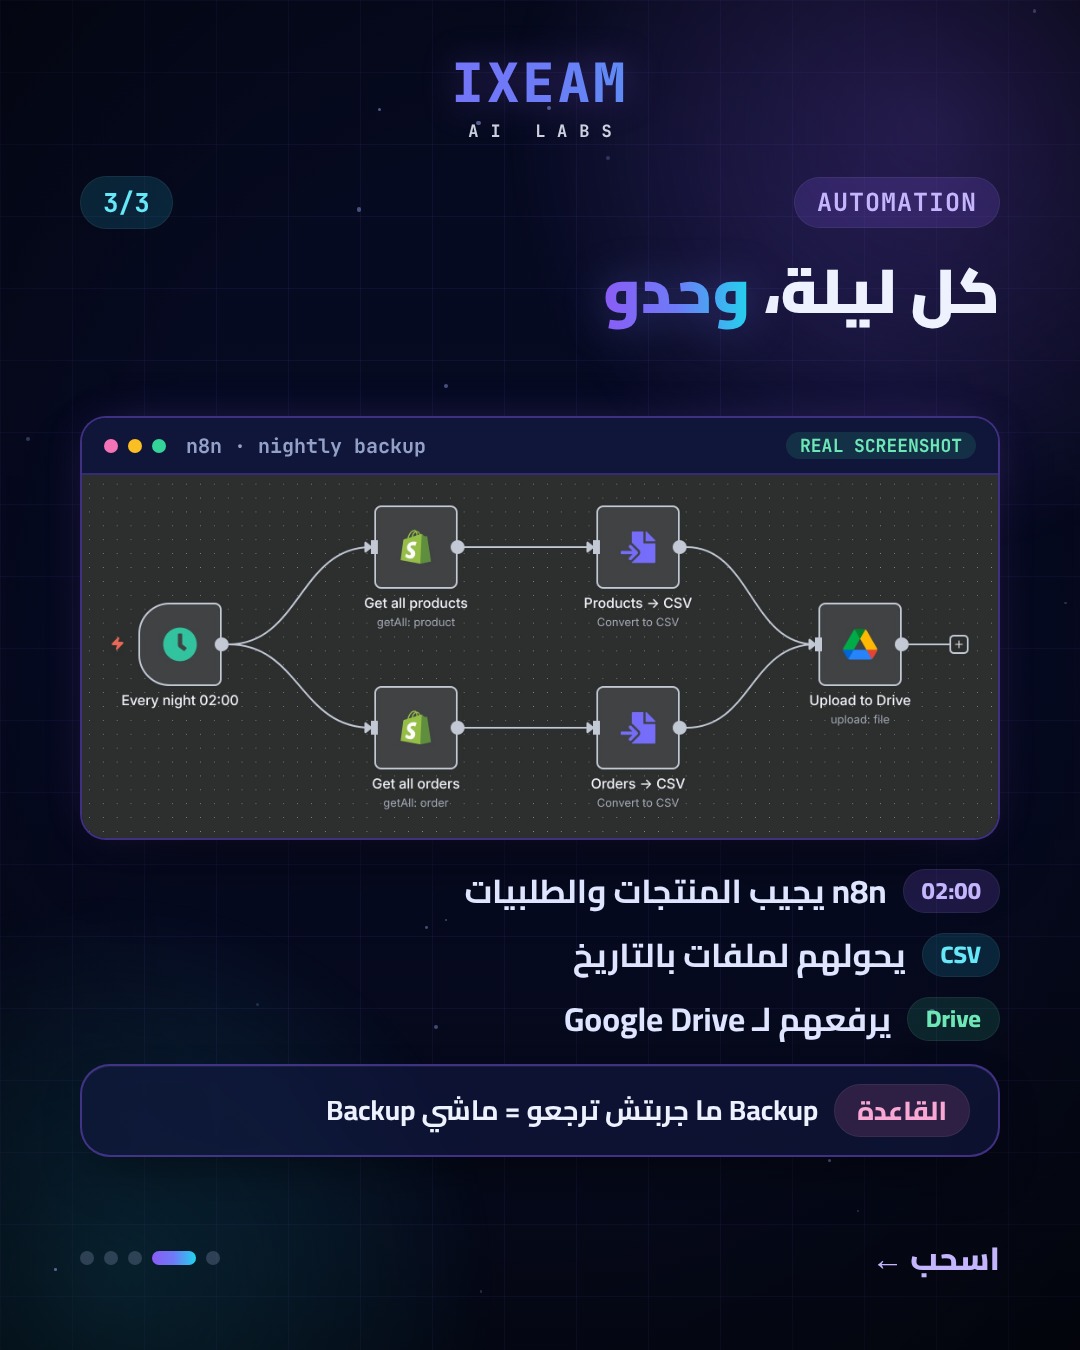 IXEAM
AI LABS
3/3
AUTOMATION
كل ليلة، وحدو
n8n · nightly backup
REAL SCREENSHOT
Get all products
getAll: product
Products → CSV
Convert to CSV
Every night 02:00
Upload to Drive
upload: file
Get all orders
getAll: order
Orders → CSV
Convert to CSV
02:00 n8n يجيب المنتجات والطلبيات
CSV يحولهم لملفات بالتاريخ
Drive يرفعهم لـ Google Drive
القاعدة Backup ما جربتش ترجعو = ماشي Backup
اسحب ←